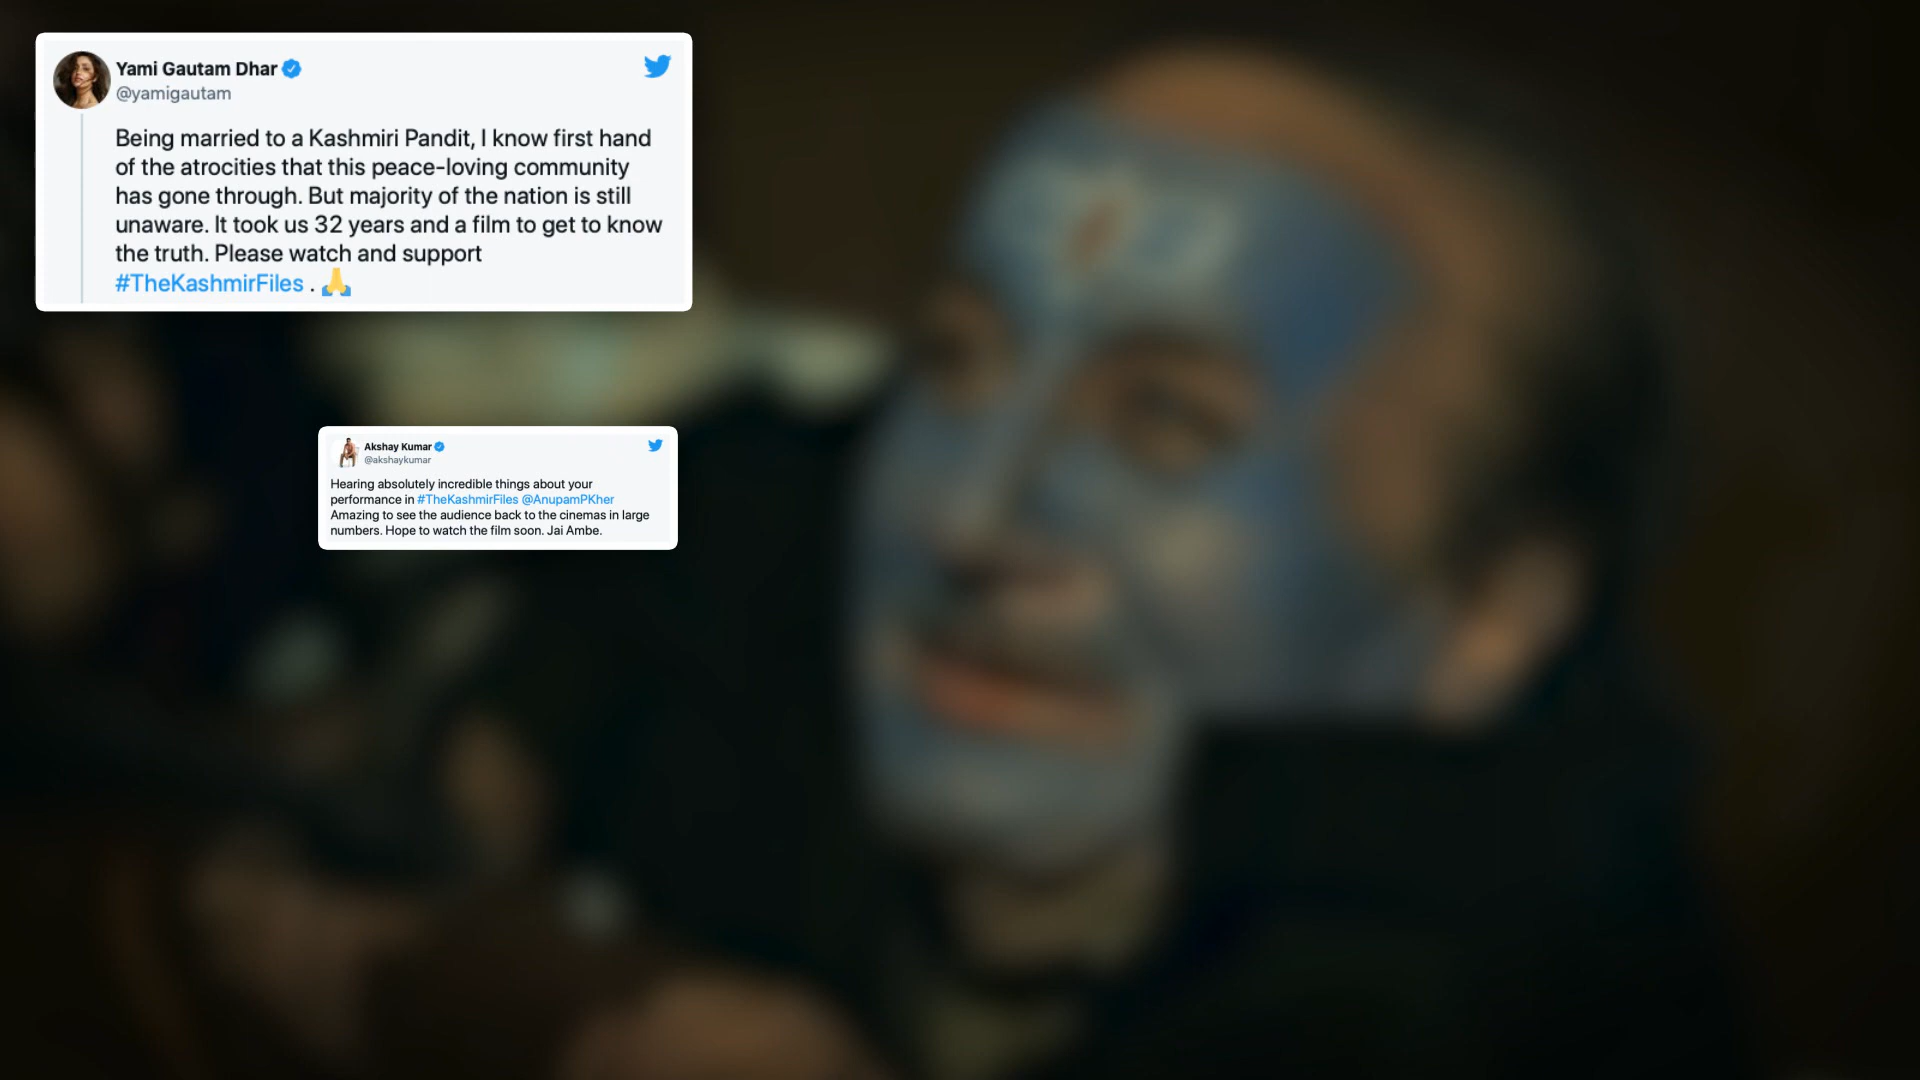 Yami Gautam Dhar
@yamigautam
Being married to a Kashmiri Pandit, I know first hand
of the atrocities that this peace-loving community
has gone through. But majority of the nation is still
unaware. It took us 32 years and a film to get to know
the truth. Please watch and support
#TheKashmirFiles . 🙏
Akshay Kumar
@akshaykumar
Hearing absolutely incredible things about your
performance in #TheKashmirFiles @AnupamPKher
Amazing to see the audience back to the cinemas in large
numbers. Hope to watch the film soon. Jai Ambe.